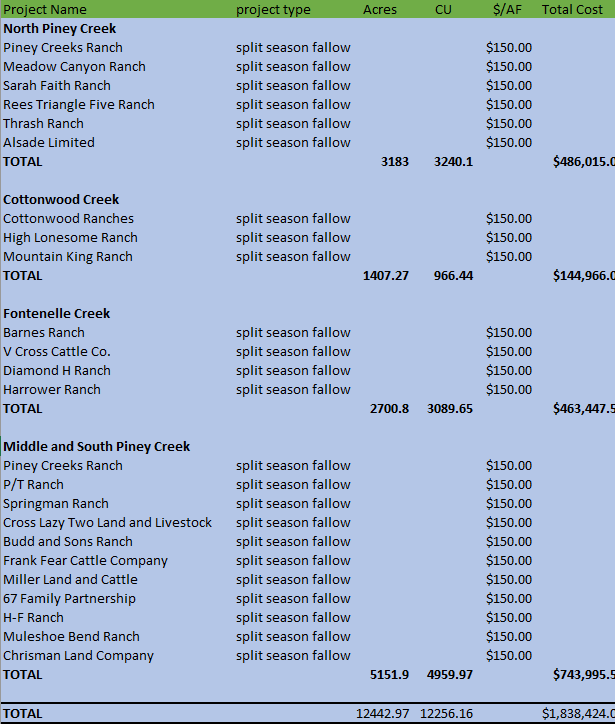 Project Name project type Acres CU $/AF Total Cost
North Piney Creek
Piney Creeks Ranch split season fallow $150.00
Meadow Canyon Ranch split season fallow $150.00
Sarah Faith Ranch split season fallow $150.00
Rees Triangle Five Ranch split season fallow $150.00
Thrash Ranch split season fallow $150.00
Alsade Limited split season fallow $150.00
TOTAL 3183 3240.1 $486,015.0
Cottonwood Creek
Cottonwood Ranches split season fallow $150.00
High Lonesome Ranch split season fallow $150.00
Mountain King Ranch split season fallow $150.00
TOTAL 1407.27 966.44 $144,966.0
Fontenelle Creek
Barnes Ranch split season fallow $150.00
V Cross Cattle Co. split season fallow $150.00
Diamond H Ranch split season fallow $150.00
Harrower Ranch split season fallow $150.00
TOTAL 2700.8 3089.65 $463,447.5
Middle and South Piney Creek
Piney Creeks Ranch split season fallow $150.00
P/T Ranch split season fallow $150.00
Springman Ranch split season fallow $150.00
Cross Lazy Two Land and Livestock split season fallow $150.00
Budd and Sons Ranch split season fallow $150.00
Frank Fear Cattle Company split season fallow $150.00
Miller Land and Cattle split season fallow $150.00
67 Family Partnership split season fallow $150.00
H-F Ranch split season fallow $150.00
Muleshoe Bend Ranch split season fallow $150.00
Chrisman Land Company split season fallow $150.00
TOTAL 5151.9 4959.97 $743,995.5
TOTAL 12442.97 12256.16 $1,838,424.0